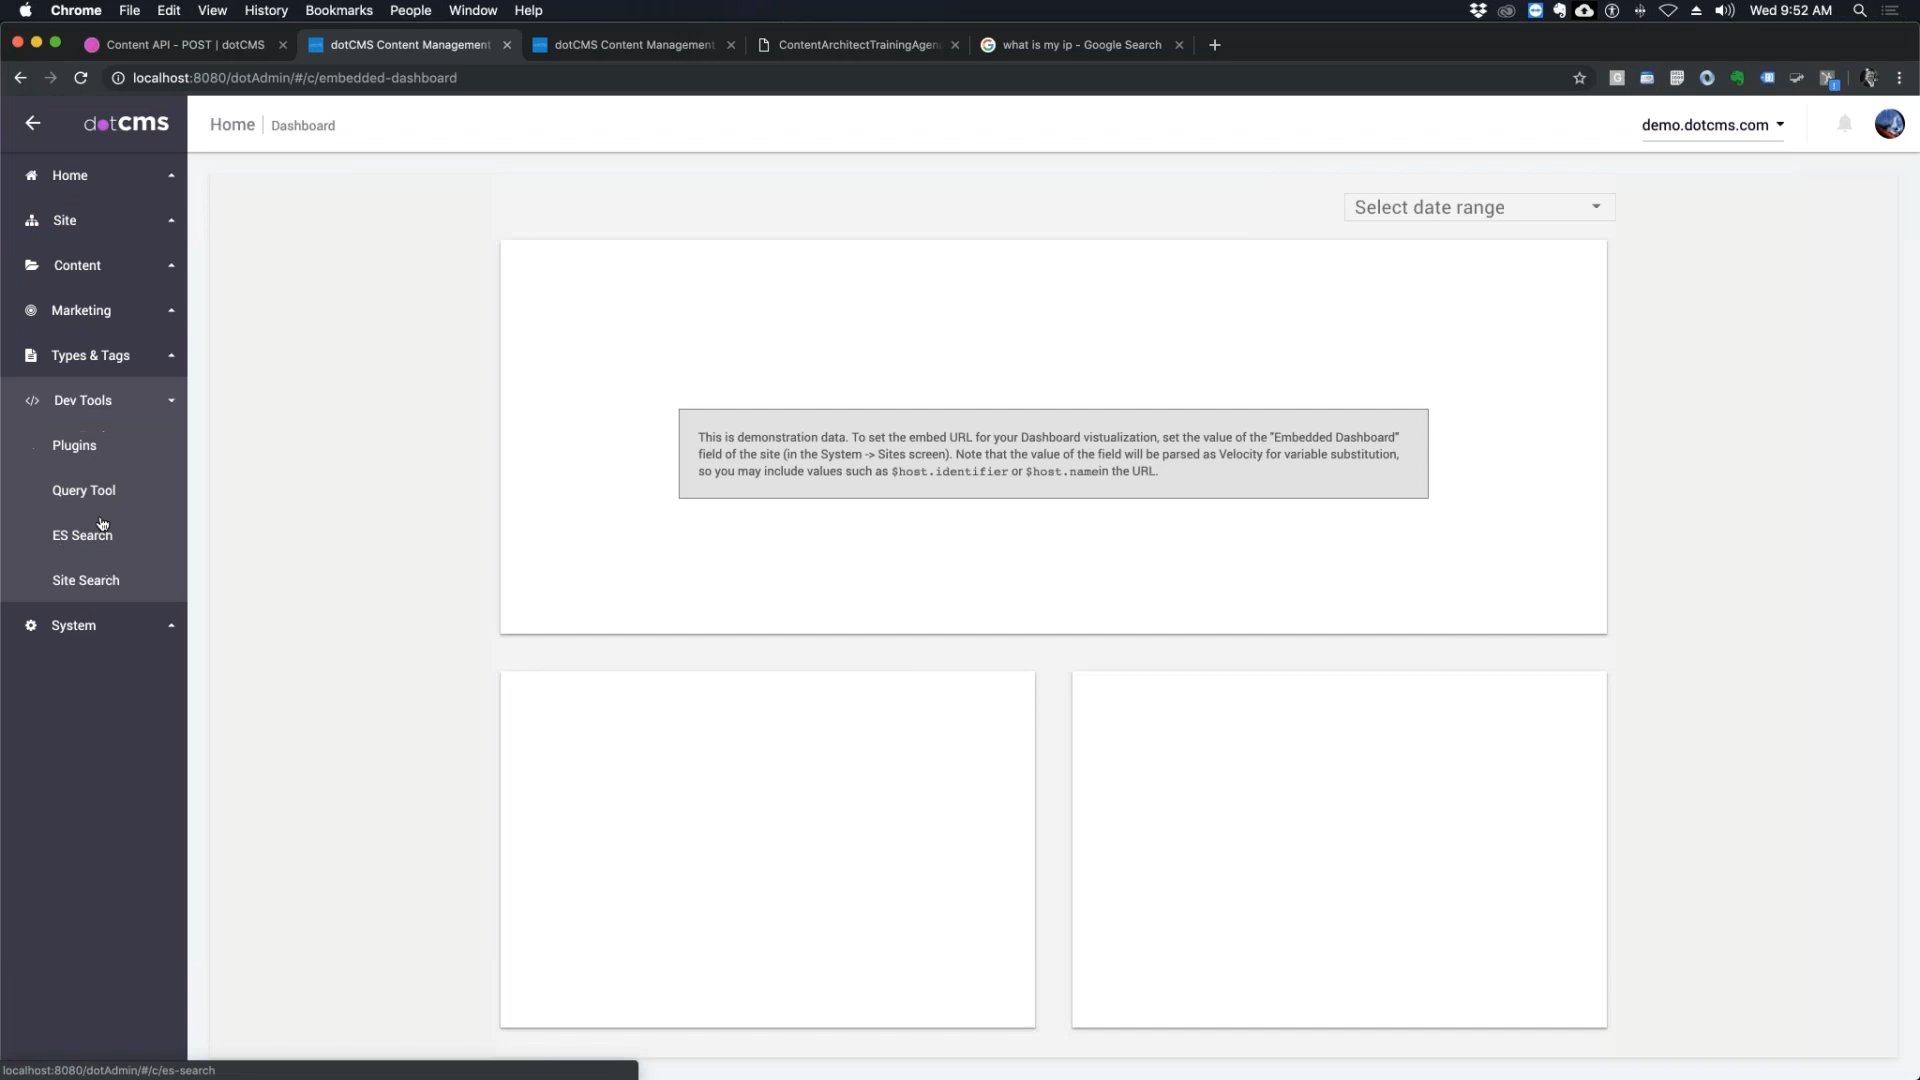 Chrome File Edit View History Bookmarks People Window Help Wed 9:52 AM
Content API - POST | dotCMS dotCMS Content Management dotCMS Content Management ContentArchitectTrainingAgen what is my ip - Google Search
localhost:8080/dotAdmin/#/c/embedded-dashboard
dotCMS
Home Dashboard
demo.dotcms.com
Home
Site
Content
Marketing
Types & Tags
Dev Tools
Plugins
Query Tool
ES Search
Site Search
System
Select date range
This is demonstration data. To set the embed URL for your Dashboard vistualization, set the value of the "Embedded Dashboard"
field of the site (in the System -> Sites screen). Note that the value of the field will be parsed as Velocity for variable substitution,
so you may include values such as $host.identifier or $host.namein the URL.
localhost:8080/dotAdmin/#/c/es-search